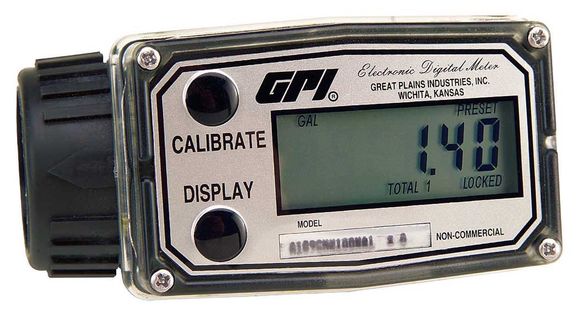 GPI ®
Electronic Digital Meter
GREAT PLAINS INDUSTRIES, INC.
WICHITA, KANSAS
CALIBRATE
DISPLAY
GAL
PRESET
1.40
TOTAL 1
LOCKED
MODEL
NON-COMMERCIAL